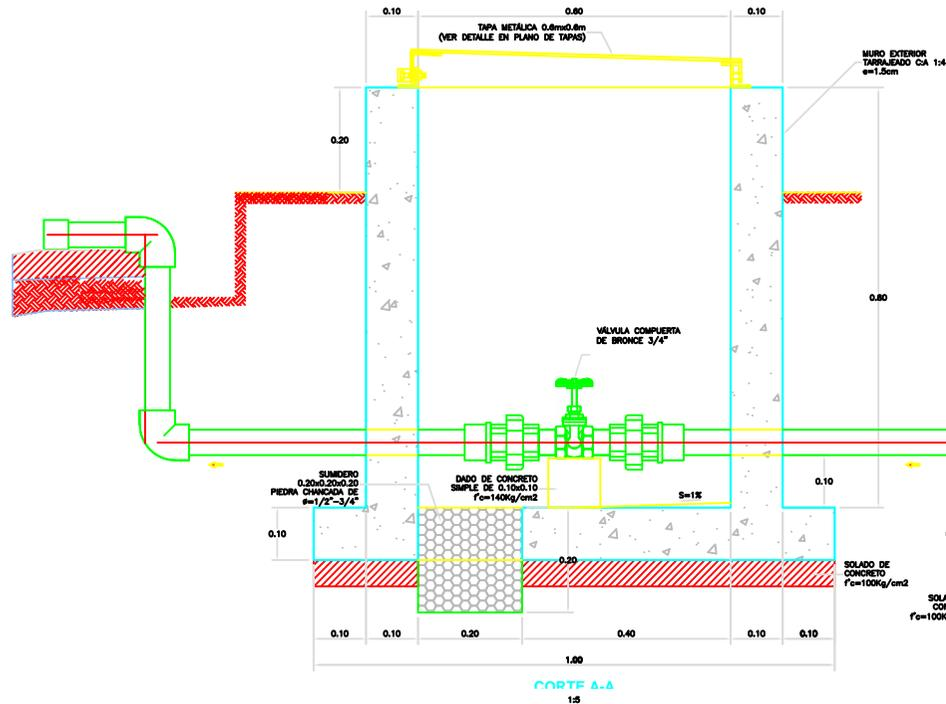 0.10
0.60
0.10
TAPA METÁLICA 0.6mx0.6m
(VER DETALLE EN PLANO DE TAPAS)
MURO EXTERIOR
TARRAJEADO C:A 1:4
e=1.5cm
0.20
0.80
VÁLVULA COMPUERTA
DE BRONCE 3/4"
SUMIDERO
0.20x0.20x0.20
PIEDRA CHANCADA DE
ø=1/2"-3/4"
DADO DE CONCRETO
SIMPLE DE 0.10x0.10
f'c=140Kg/cm2
S=1%
0.10
0.10
0.20
SOLADO DE
CONCRETO
f'c=100Kg/cm2
SOLA
CON
f'c=100K
0.10
0.10
0.20
0.40
0.10
0.10
1.00
CORTE A-A
1:5